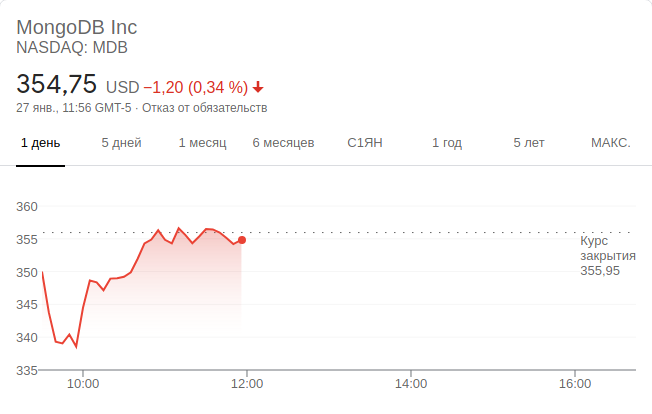 MongoDB Inc
NASDAQ: MDB
354,75 USD −1,20 (0,34 %)
27 янв., 11:56 GMT-5 · Отказ от обязательств
1 день 5 дней 1 месяц 6 месяцев С1ЯН 1 год 5 лет МАКС.
360
355
350
345
340
335
Курс
закрытия
355,95
10:00 12:00 14:00 16:00